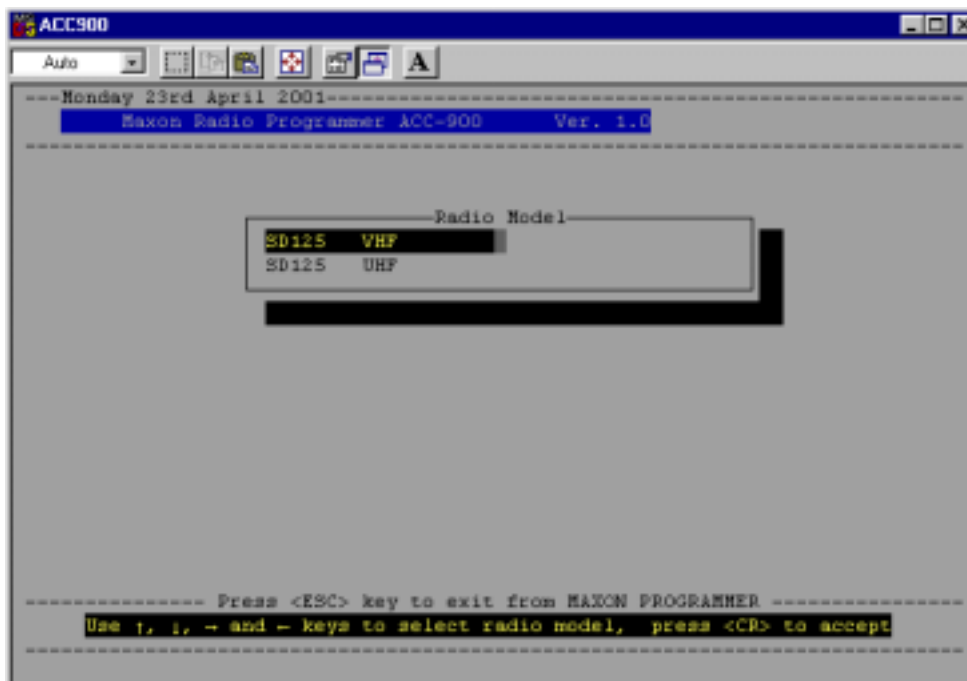 ACC900
Auto
A
---Monday 23rd April 2001---
Maxon Radio Programmer ACC-900 Ver. 1.0
Radio Model
SD125 VHF
SD125 UHF
--------------- Press <ESC> key to exit from MAXON PROGRAMMER ---------------
Use ↑, ↓, → and ← keys to select radio model, press <CR> to accept